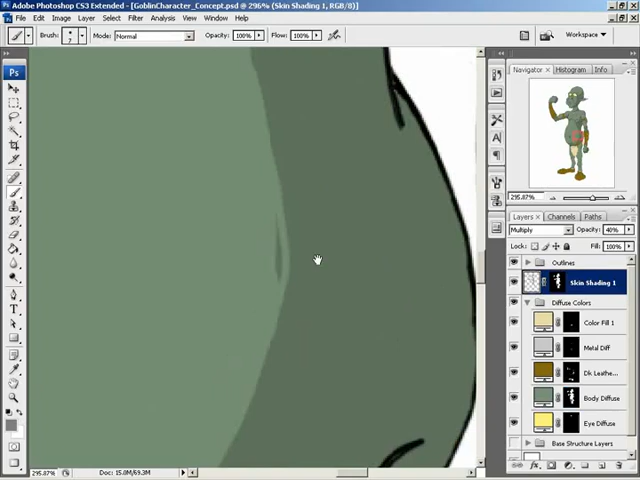 Adobe Photoshop CS3 Extended - [GoblinCharacter_Concept.psd @ 296% (Skin Shading 1, RGB/8)]
File Edit Image Layer Select Filter Analysis View Window Help
Brush: Mode: Normal Opacity: 100% Flow: 100% Workspace
Ps
Navigator Histogram Info
295.87%
Layers Channels Paths
Multiply Opacity: 40%
Lock: Fill: 100%
Outlines
Skin Shading 1
Diffuse Colors
Color Fill 1
Metal Diff
Dk Leathe...
Body Diffuse
Eye Diffuse
Base Structure Layers
295.87% Doc: 15.8M/69.3M